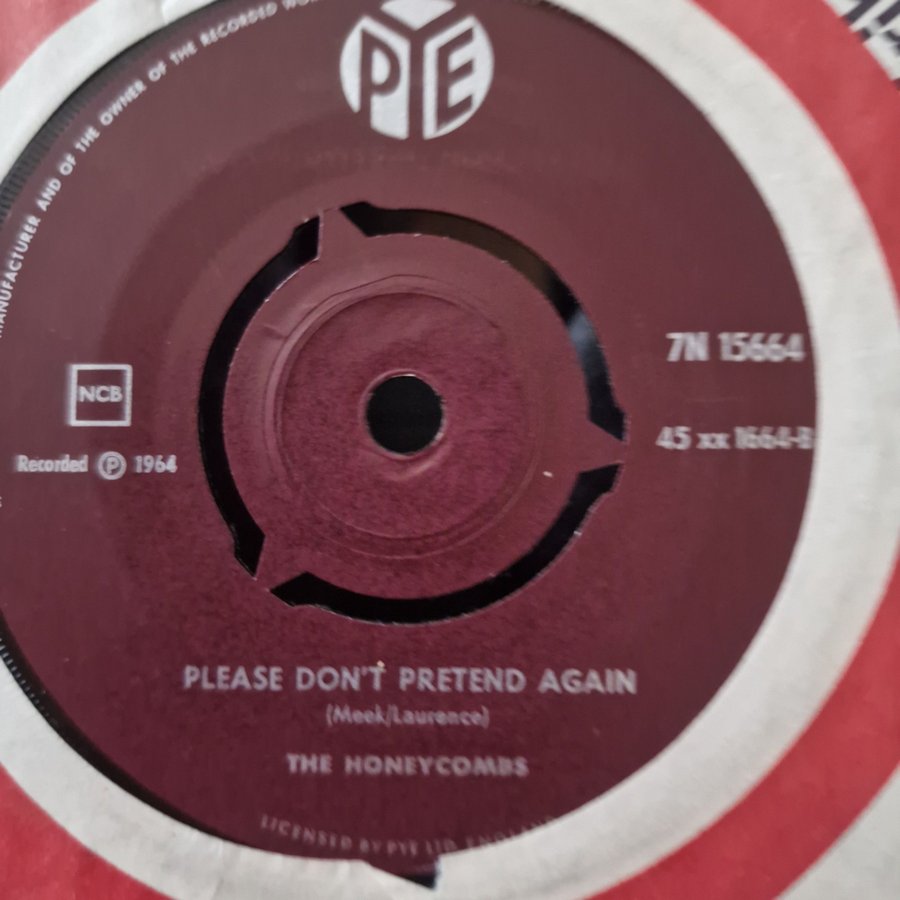 MANUFACTURER AND OF THE OWNER OF THE RECORDED
PYE
7N 15664
NCB
45 xx 1664-B
Recorded Ⓟ 1964
PLEASE DON'T PRETEND AGAIN
(Meek/Laurence)
THE HONEYCOMBS
LICENSED BY PYE LTD. ENGLAND